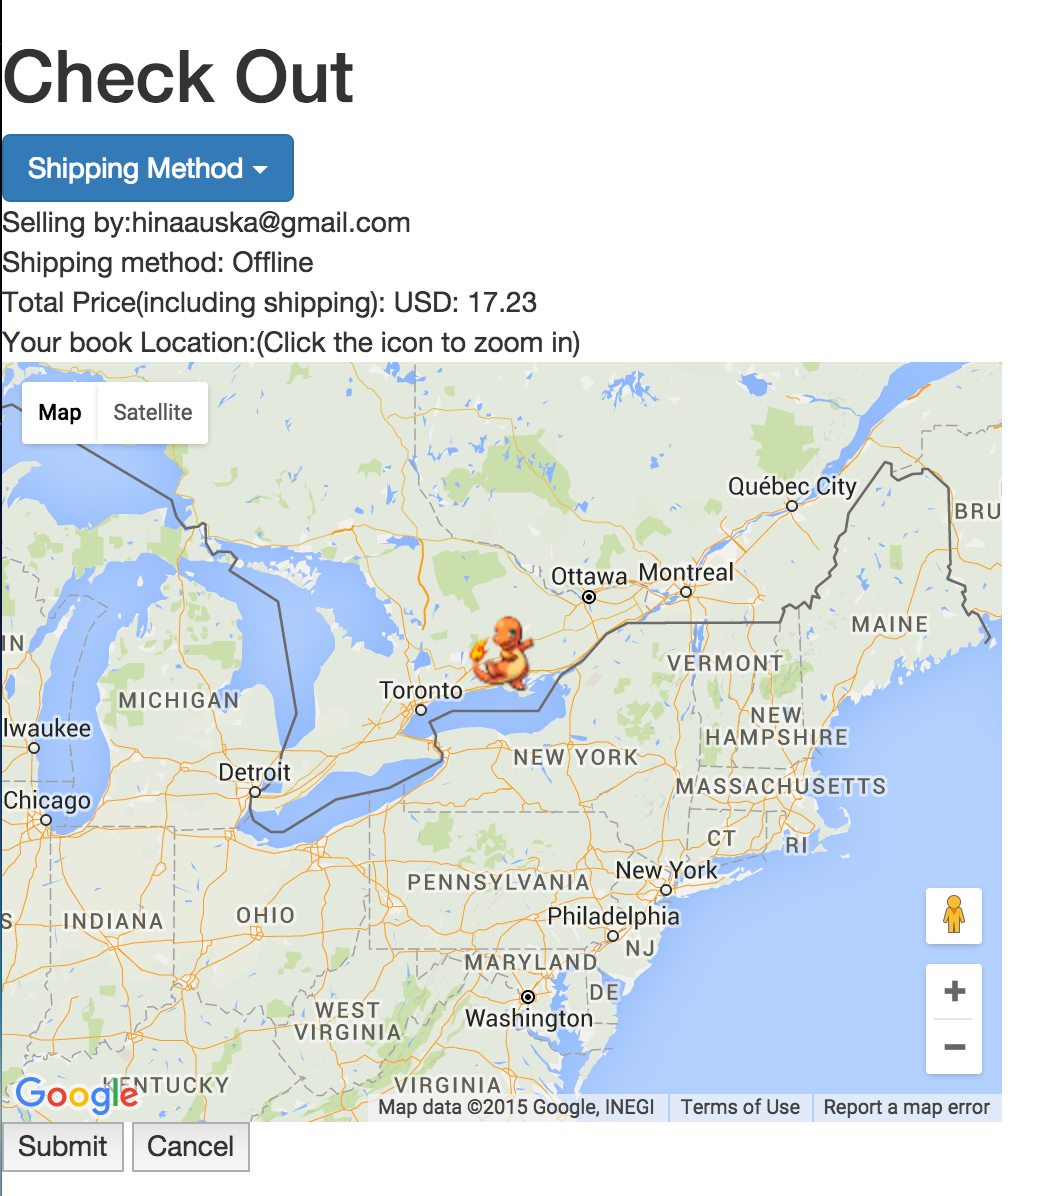 Check Out
Shipping Method
Selling by:hinaauska@gmail.com
Shipping method: Offline
Total Price(including shipping): USD: 17.23
Your book Location:(Click the icon to zoom in)
Map Satellite
Québec City
BRU
Ottawa Montreal
MAINE
IN
VERMONT
Toronto
MICHIGAN
NEW
HAMPSHIRE
lwaukee
NEW YORK
Detroit
MASSACHUSETTS
Chicago
CT RI
New York
PENNSYLVANIA
OHIO
Philadelphia
S INDIANA
NJ
MARYLAND
DE
WEST
VIRGINIA
Washington
KENTUCKY
VIRGINIA
Google
Map data ©2015 Google, INEGI Terms of Use Report a map error
Submit Cancel